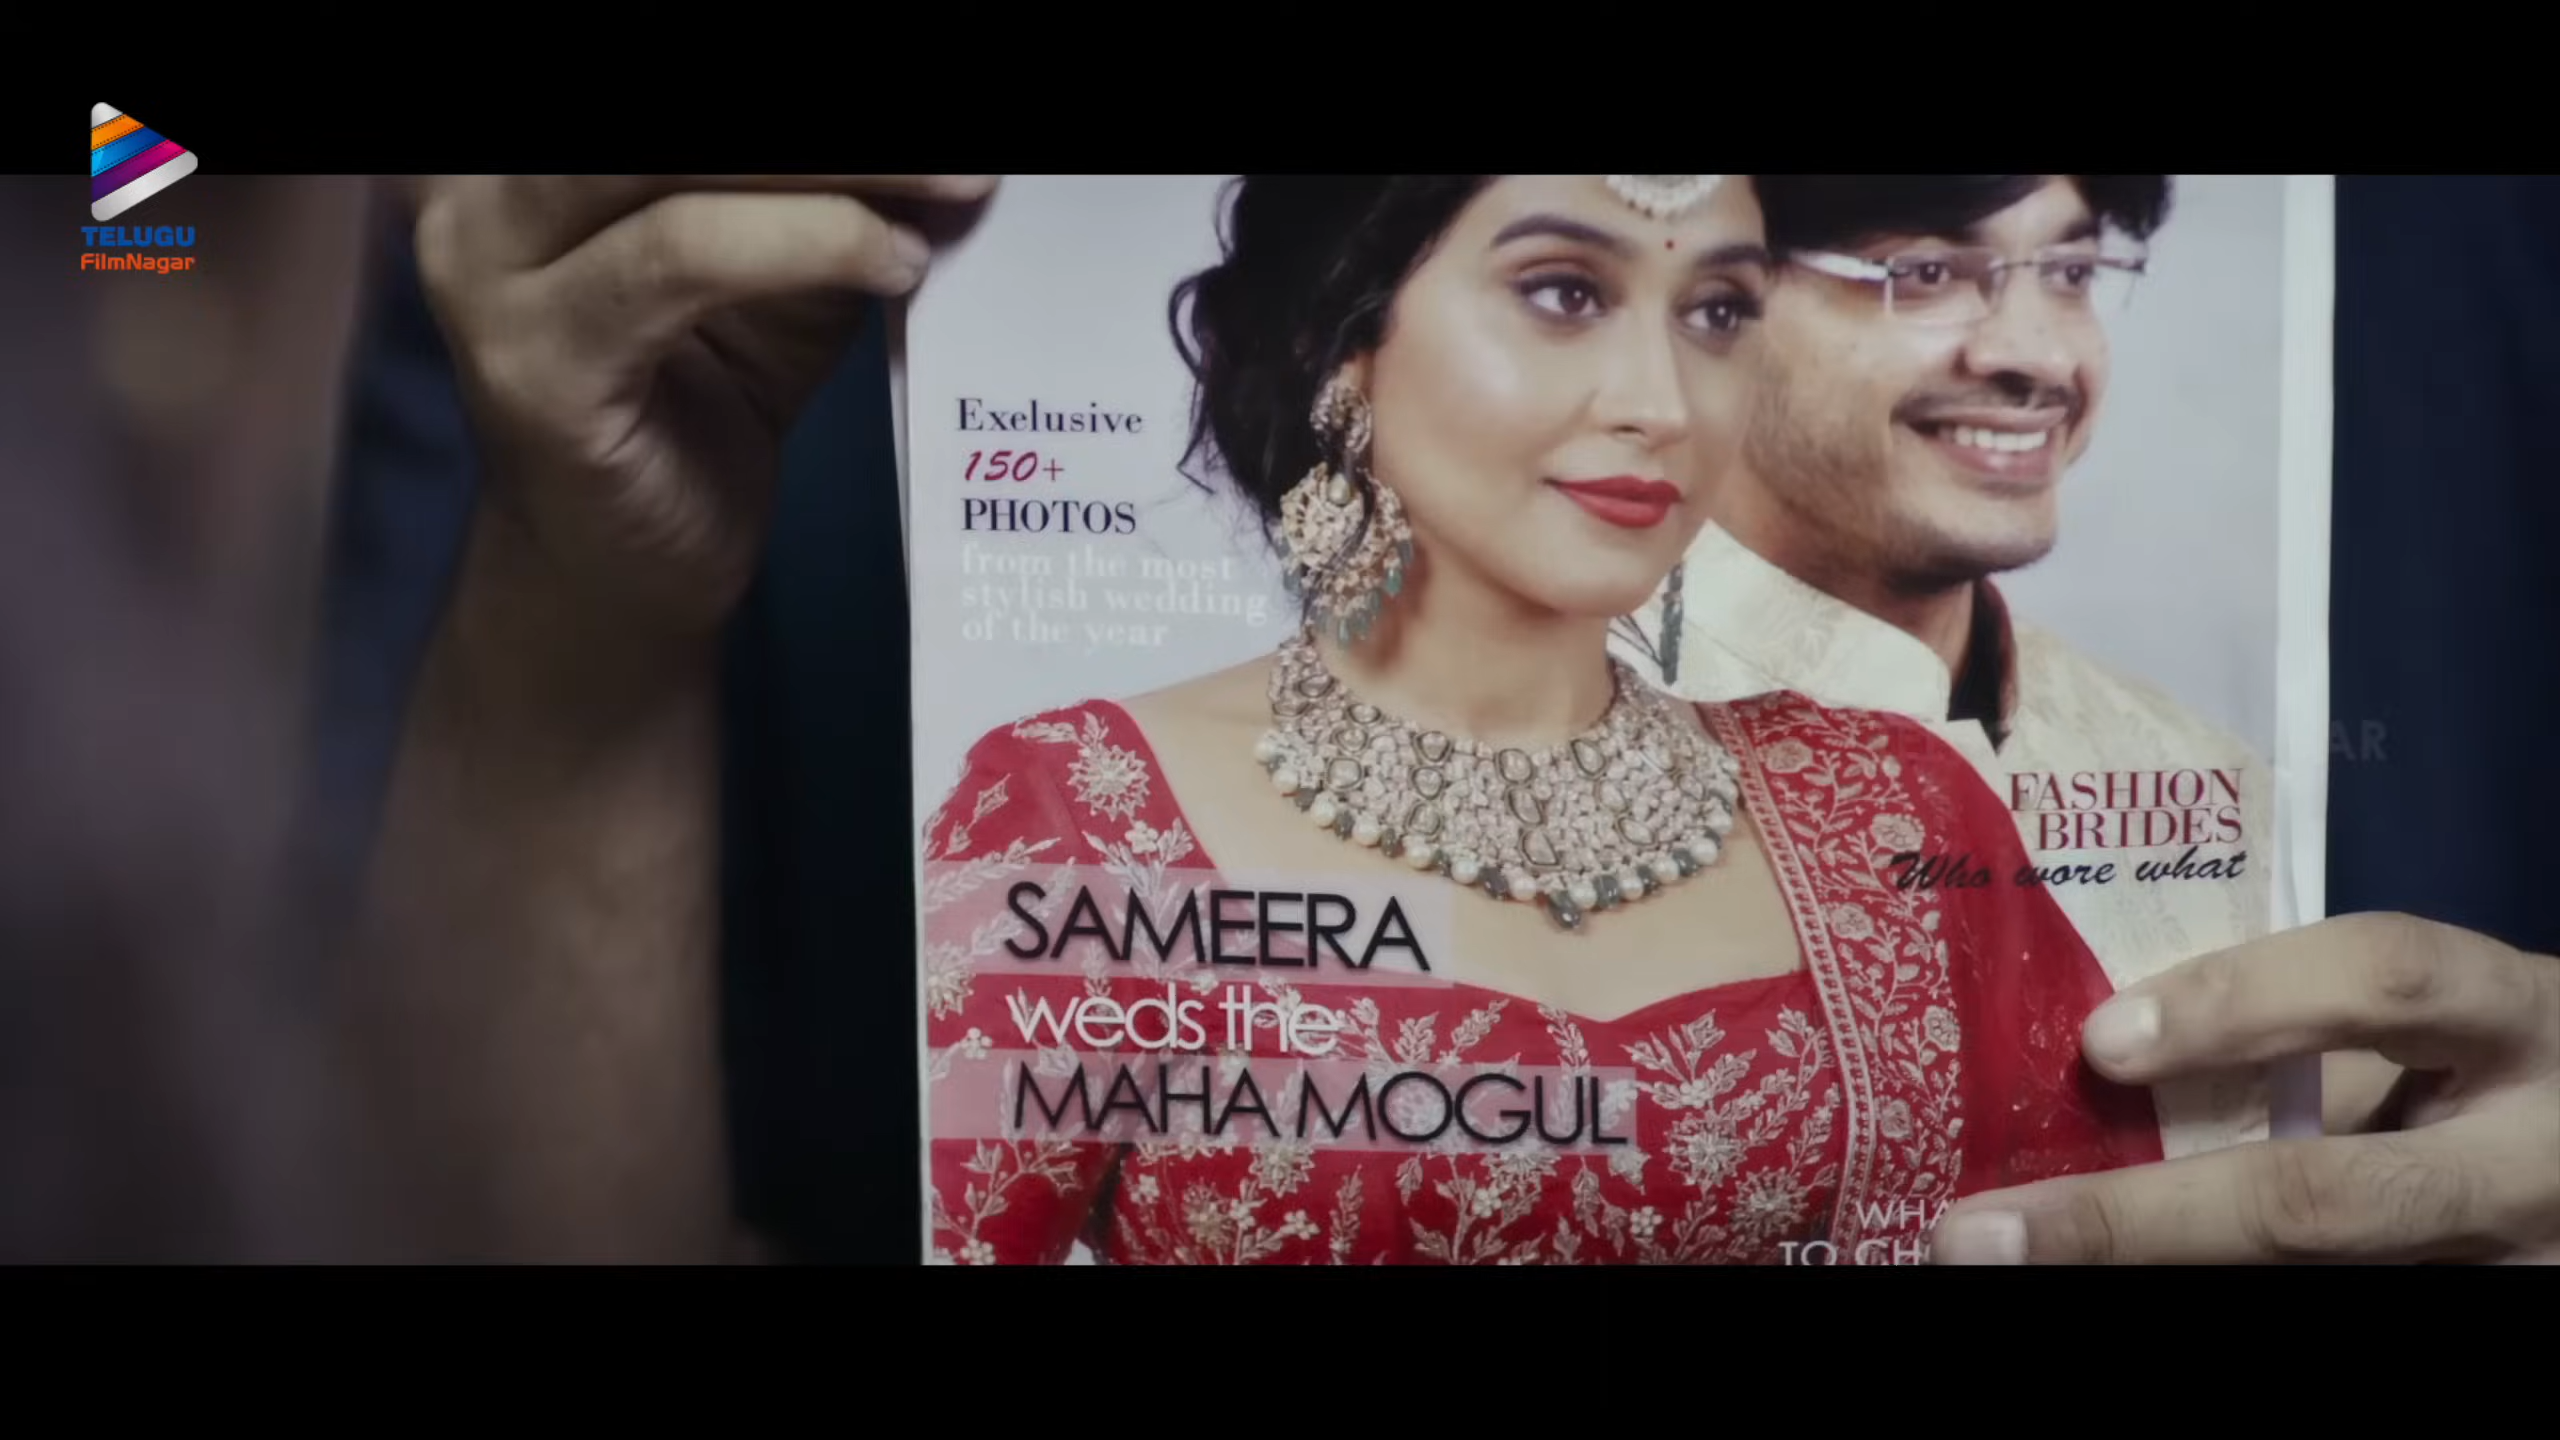 TELUGU
FilmNagar
Exelusive
150+
PHOTOS
from the most
stylish wedding
of the year
FASHION
BRIDES
Who wore what
SAMEERA
weds the
MAHA MOGUL
TO